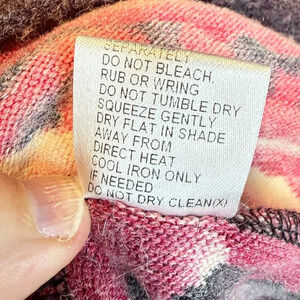 SEPARATELY
DO NOT BLEACH.
RUB OR WRING
DO NOT TUMBLE DRY
SQUEEZE GENTLY
DRY FLAT IN SHADE
AWAY FROM
DIRECT HEAT
COOL IRON ONLY
IF NEEDED
DO NOT DRY CLEAN(X)